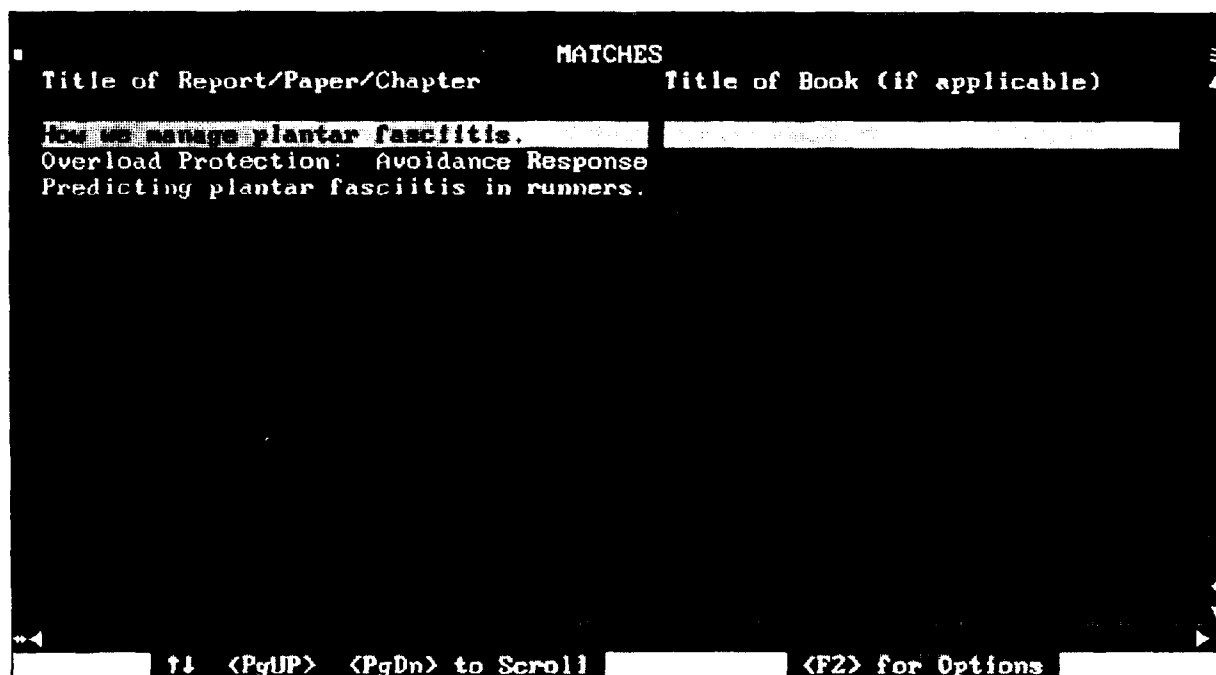 MATCHES
Title of Report/Paper/Chapter Title of Book (if applicable)
How we manage plantar fasciitis.
Overload Protection: Avoidance Response
Predicting plantar fasciitis in runners.
↑↓ <PgUP> <PgDn> to Scroll <F2> for Options